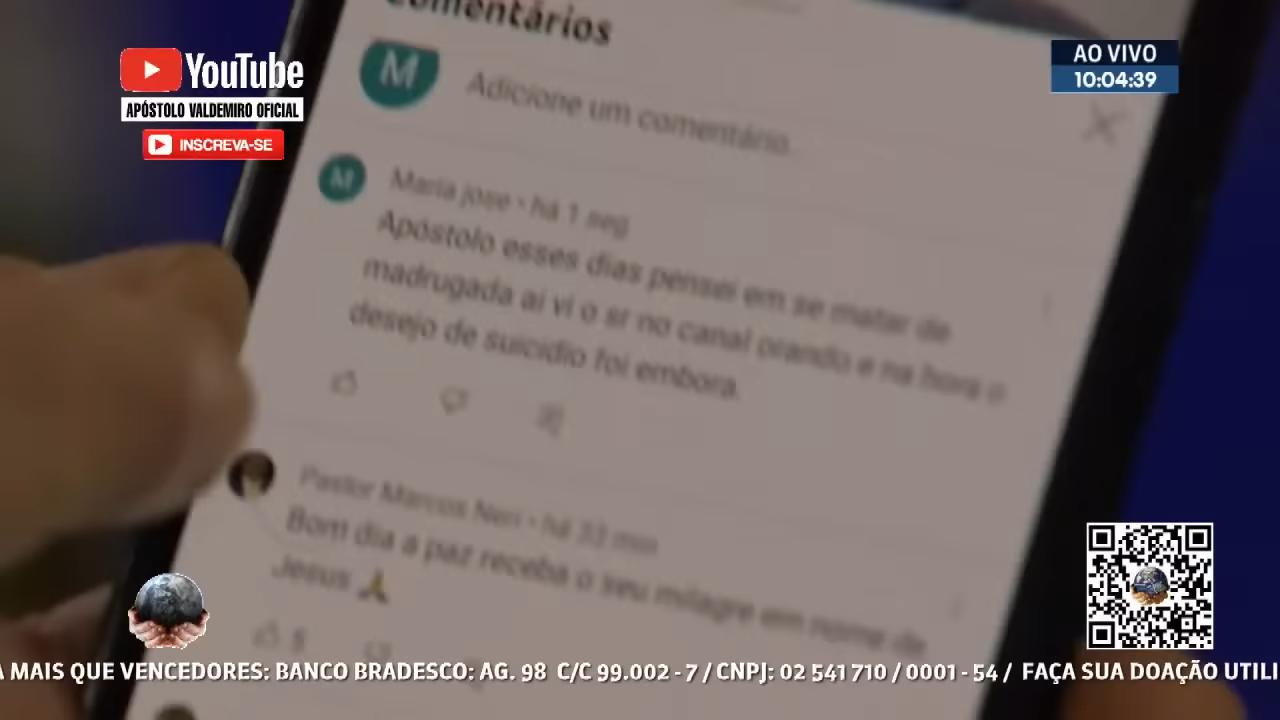 Comentários
YouTube
APÓSTOLO VALDEMIRO OFICIAL
INSCREVA-SE
AO VIVO
10:04:39
M
Adicione um comentário.
M
Maria jose • há 1 seg
Apóstolo esses dias pensei em se matar de
madrugada ai vi o sr no canal orando e na hora o
desejo de suicídio foi embora.
Pastor Marcos Neri • há 33 min
Bom dia a paz receba o seu milagre em nome de
Jesus 🙏
5
A MAIS QUE VENCEDORES: BANCO BRADESCO: AG. 98 C/C 99.002 - 7 / CNPJ: 02 541 710 / 0001 - 54 / FAÇA SUA DOAÇÃO UTILI